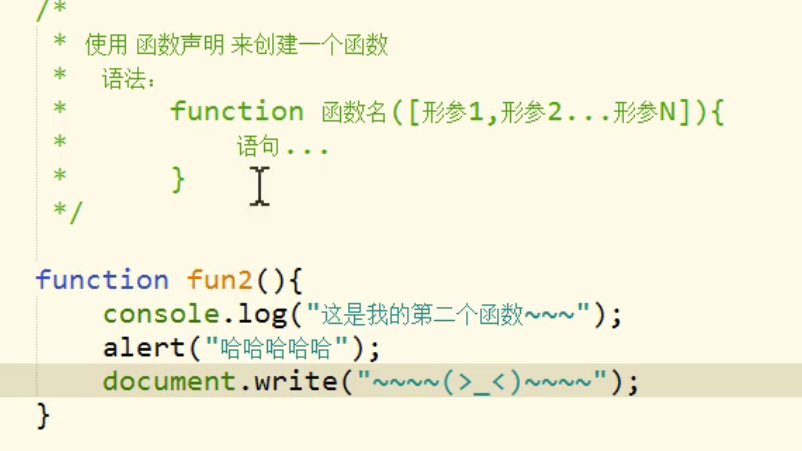 /*
* 使用 函数声明 来创建一个函数
* 语法：
* function 函数名([形参1,形参2...形参N]){
* 语句...
* }
*/
function fun2(){
console.log("这是我的第二个函数~~~");
alert("哈哈哈哈哈");
document.write("~~~~(>_<)~~~~");
}